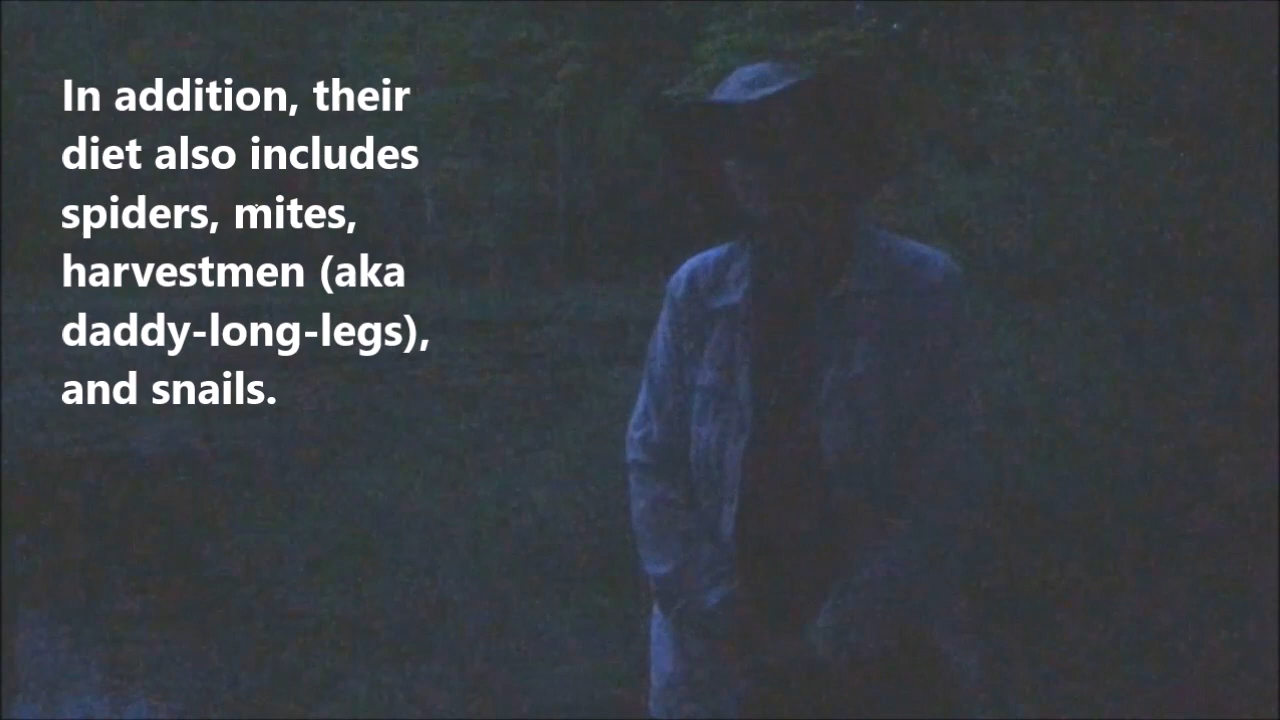 In addition, their
diet also includes
spiders, mites,
harvestmen (aka
daddy-long-legs),
and snails.